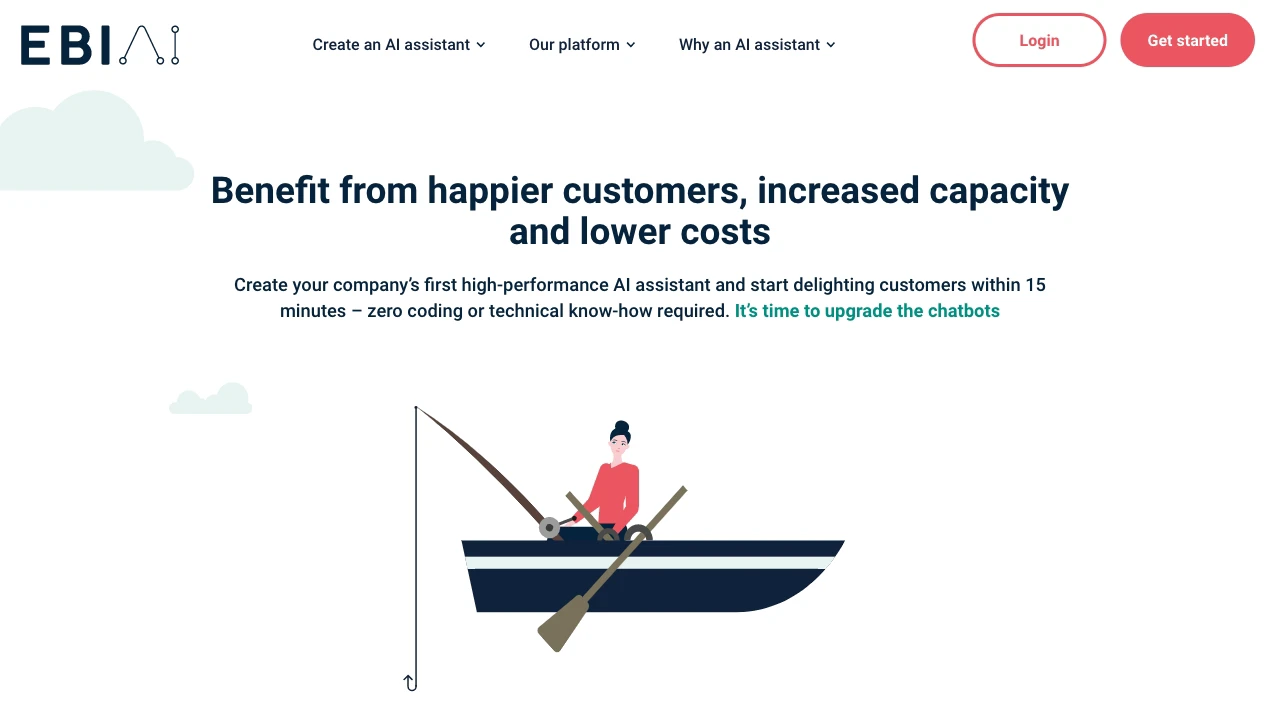 EBI AI
Create an AI assistant
Our platform
Why an AI assistant
Login
Get started
Benefit from happier customers, increased capacity
and lower costs
Create your company’s first high-performance AI assistant and start delighting customers within 15
minutes – zero coding or technical know-how required. It’s time to upgrade the chatbots